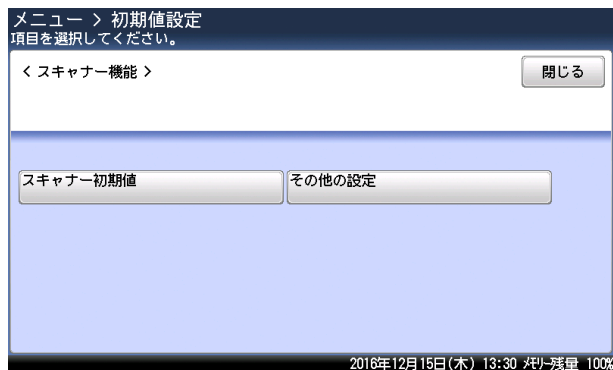 メニュー > 初期値設定
項目を選択してください。
< スキャナー機能 >
閉じる
スキャナー初期値
その他の設定
2016年12月15日(木) 13:30 メモリー残量 100%